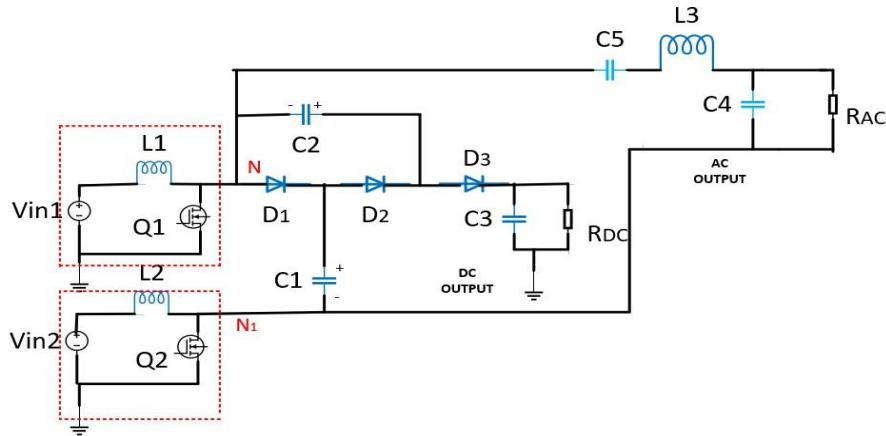 L3
C5
C4
RAC
- +
C2
L1
N
D3
AC
OUTPUT
Vin1
+
-
Q1
D1
D2
C3
RDC
C1
+
-
DC
OUTPUT
L2
N1
Vin2
+
-
Q2